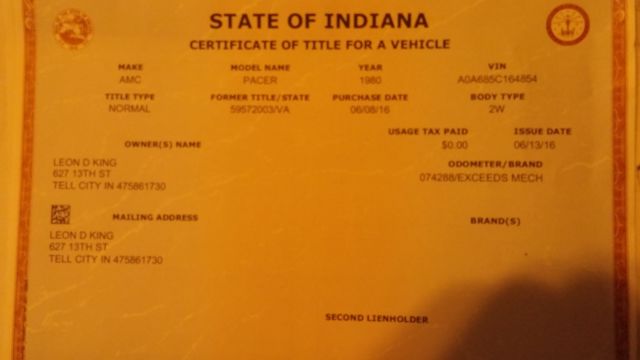 STATE OF INDIANA
CERTIFICATE OF TITLE FOR A VEHICLE
MAKE MODEL NAME YEAR VIN
AMC PACER 1980 A0A685C164854
TITLE TYPE FORMER TITLE/STATE PURCHASE DATE BODY TYPE
NORMAL 59572003/VA 06/08/16 2W
USAGE TAX PAID ISSUE DATE
$0.00 06/13/16
OWNER(S) NAME
ODOMETER/BRAND
LEON D KING
627 13TH ST
TELL CITY IN 475861730
074288/EXCEEDS MECH
MAILING ADDRESS
BRAND(S)
LEON D KING
627 13TH ST
TELL CITY IN 475861730
SECOND LIENHOLDER